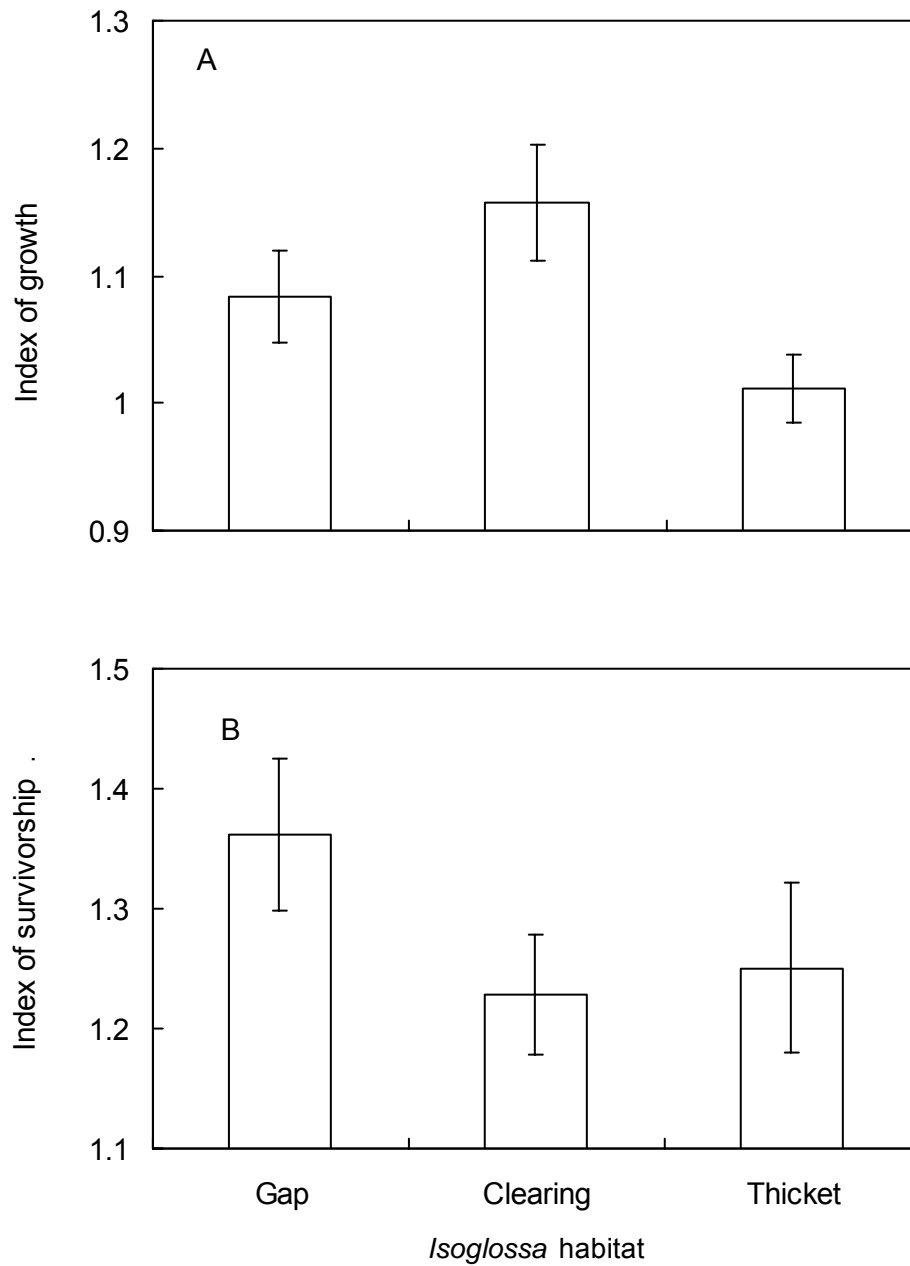 1.3
A
1.2
1.1
1
0.9
Index of growth
1.5
B
1.4
1.3
1.2
1.1
Index of survivorship .
Gap Clearing Thicket
Isoglossa habitat